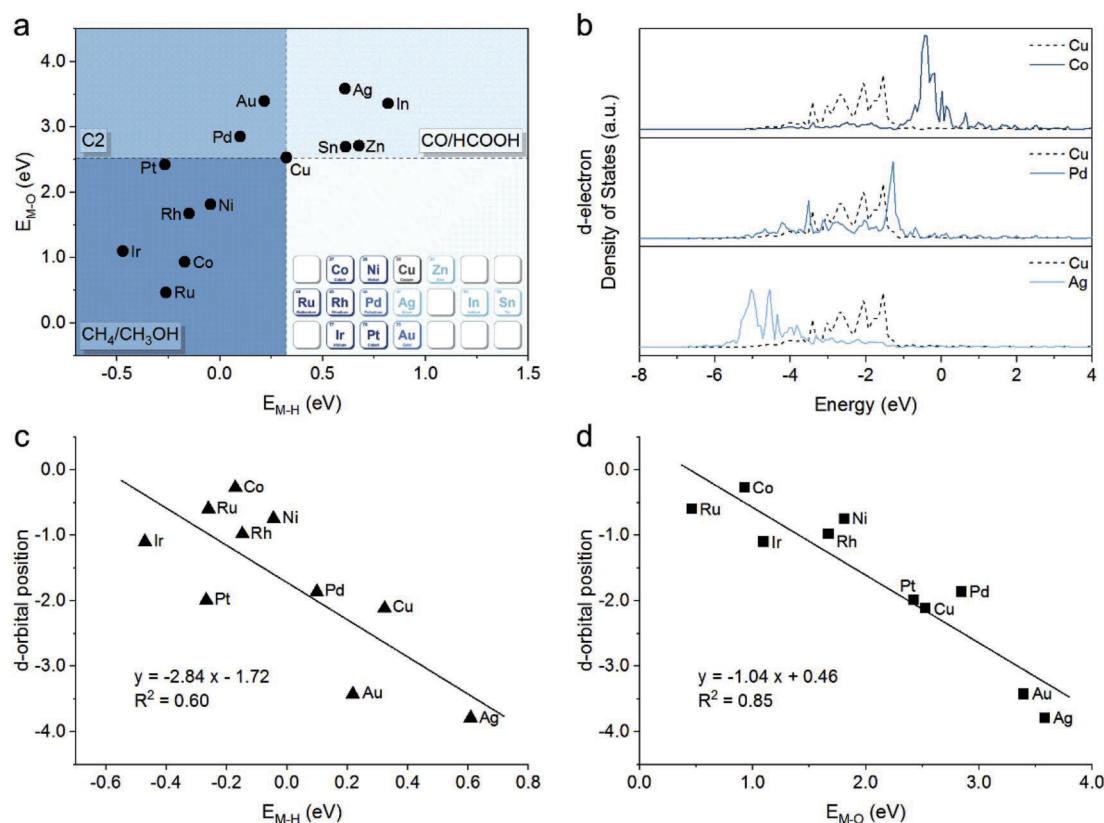 a
4.0
3.0
2.0
1.0
0.0
E_M-O (eV)
-0.5
0.0
0.5
1.0
1.5
E_M-H (eV)
Au
Ag
In
Pd
C2
Sn
Zn
CO/HCOOH
Pt
Cu
Rh
Ni
Ir
Co
Ru
CH4/CH3OH
Co Ni Cu Zn
Ru Rh Pd Ag In Sn
Ir Pt Au
b
d-electron
Density of States (a.u.)
Cu
Co
Cu
Pd
Cu
Ag
-8 -6 -4 -2 0 2 4
Energy (eV)
c
0.0
-1.0
-2.0
-3.0
-4.0
d-orbital position
Co
Ru
Ni
Rh
Ir
Pd
Pt
Cu
Au
Ag
y = -2.84 x - 1.72
R² = 0.60
-0.6 -0.4 -0.2 0.0 0.2 0.4 0.6 0.8
E_M-H (eV)
d
0.0
-1.0
-2.0
-3.0
-4.0
d-orbital position
Co
Ru
Ni
Rh
Ir
Pt
Pd
Cu
Au
Ag
y = -1.04 x + 0.46
R² = 0.85
0.0 1.0 2.0 3.0 4.0
E_M-O (eV)